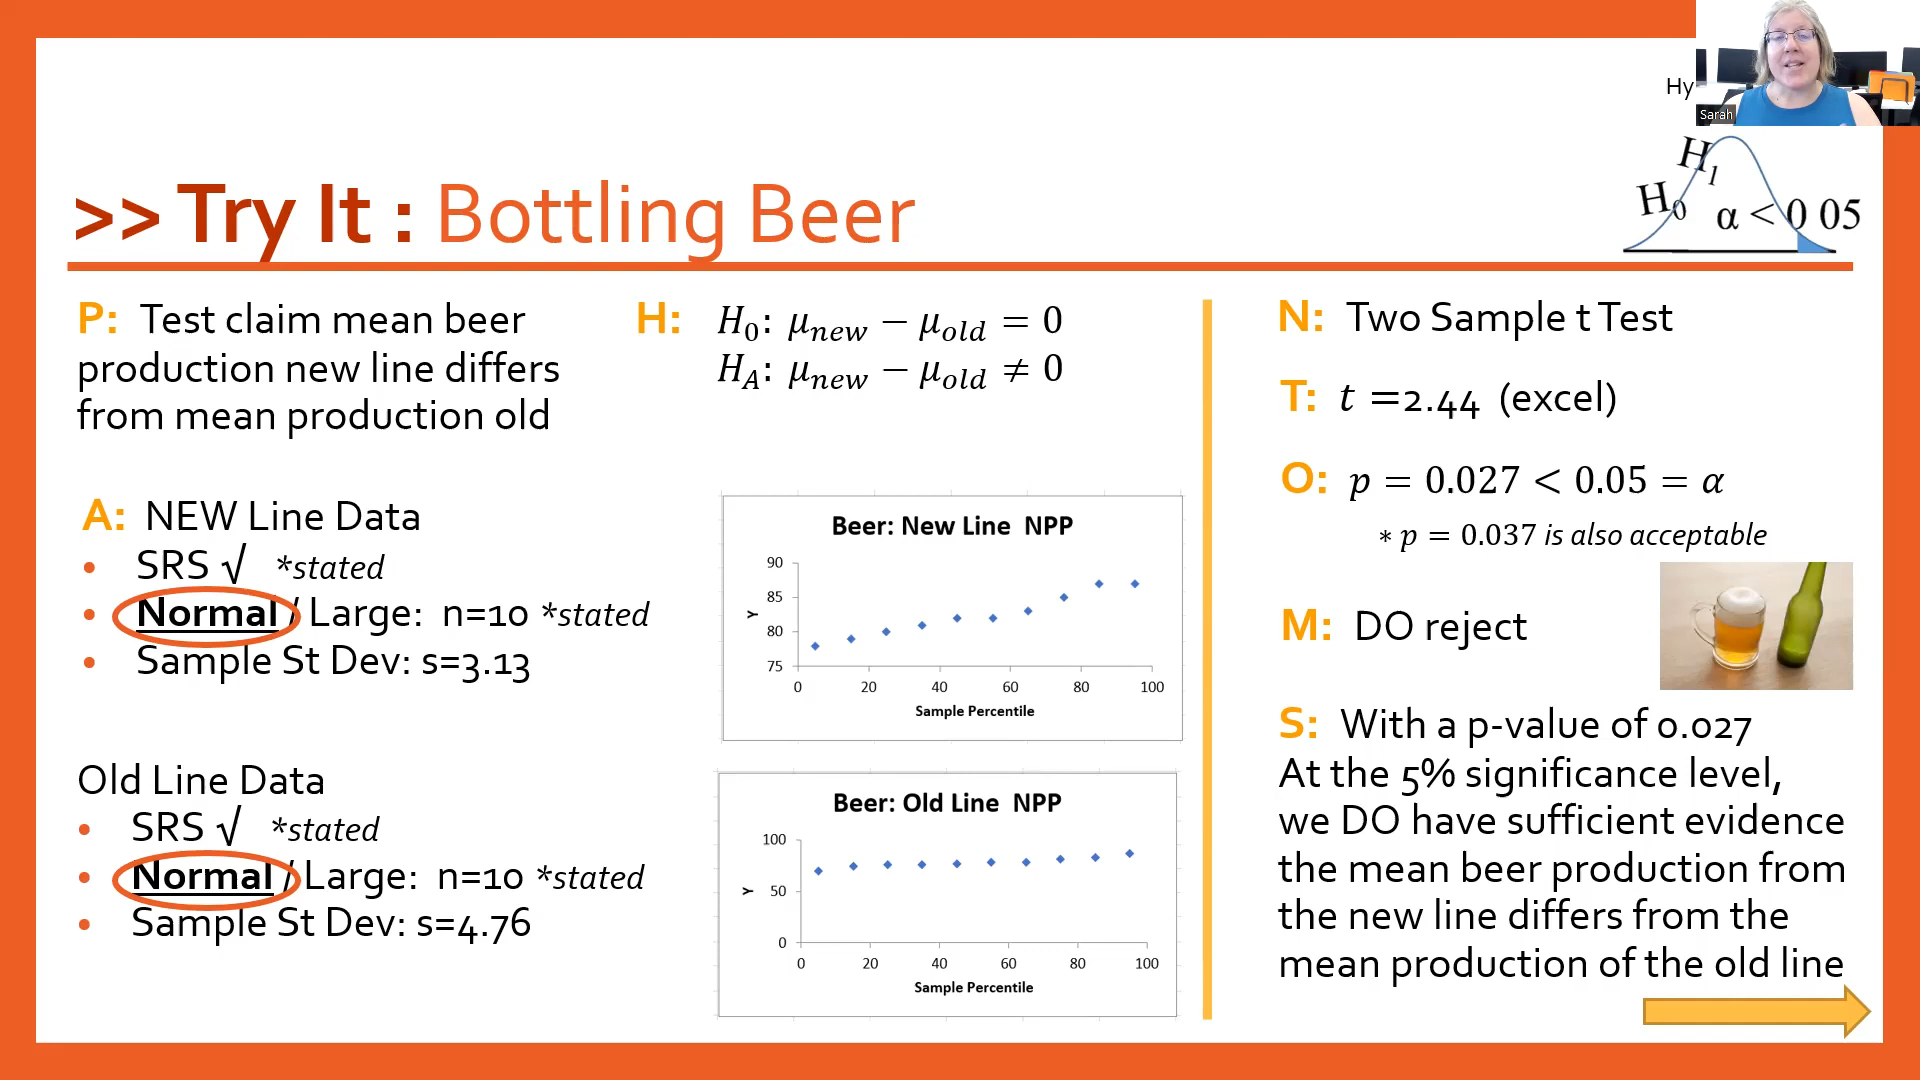 Hy
Sarah
H₀ H₁ α < 0 05
>> Try It : Bottling Beer
P: Test claim mean beer
production new line differs
from mean production old
H: H₀: μₙₑw − μₒₗd = 0
H_A: μₙₑw − μₒₗd ≠ 0
A: NEW Line Data
• SRS √ *stated
• Normal / Large: n=10 *stated
• Sample St Dev: s=3.13
Old Line Data
• SRS √ *stated
• Normal / Large: n=10 *stated
• Sample St Dev: s=4.76
Beer: New Line NPP
90
85
80
75
Y
0 20 40 60 80 100
Sample Percentile
Beer: Old Line NPP
100
50
0
Y
0 20 40 60 80 100
Sample Percentile
N: Two Sample t Test
T: t =2.44 (excel)
O: p = 0.027 < 0.05 = α
* p = 0.037 is also acceptable
M: DO reject
S: With a p-value of 0.027
At the 5% significance level,
we DO have sufficient evidence
the mean beer production from
the new line differs from the
mean production of the old line